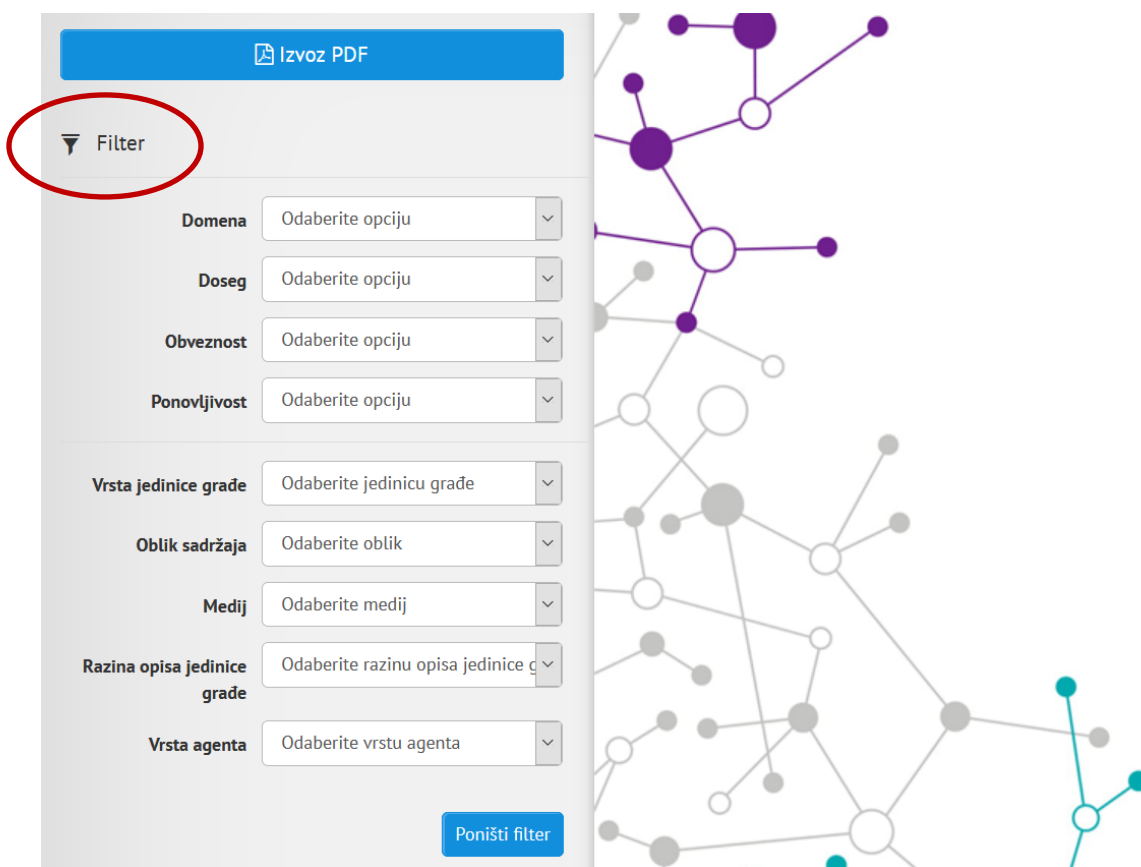 Izvoz PDF
Filter
Domena Odaberite opciju
Doseg Odaberite opciju
Obveznost Odaberite opciju
Ponovljivost Odaberite opciju
Vrsta jedinice građe Odaberite jedinicu građe
Oblik sadržaja Odaberite oblik
Medij Odaberite medij
Razina opisa jedinice Odaberite razinu opisa jedinice g
građe
Vrsta agenta Odaberite vrstu agenta
Poništi filter